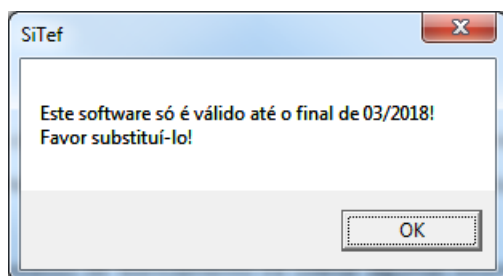 SiTef
Este software só é válido até o final de 03/2018!
Favor substituí-lo!
OK